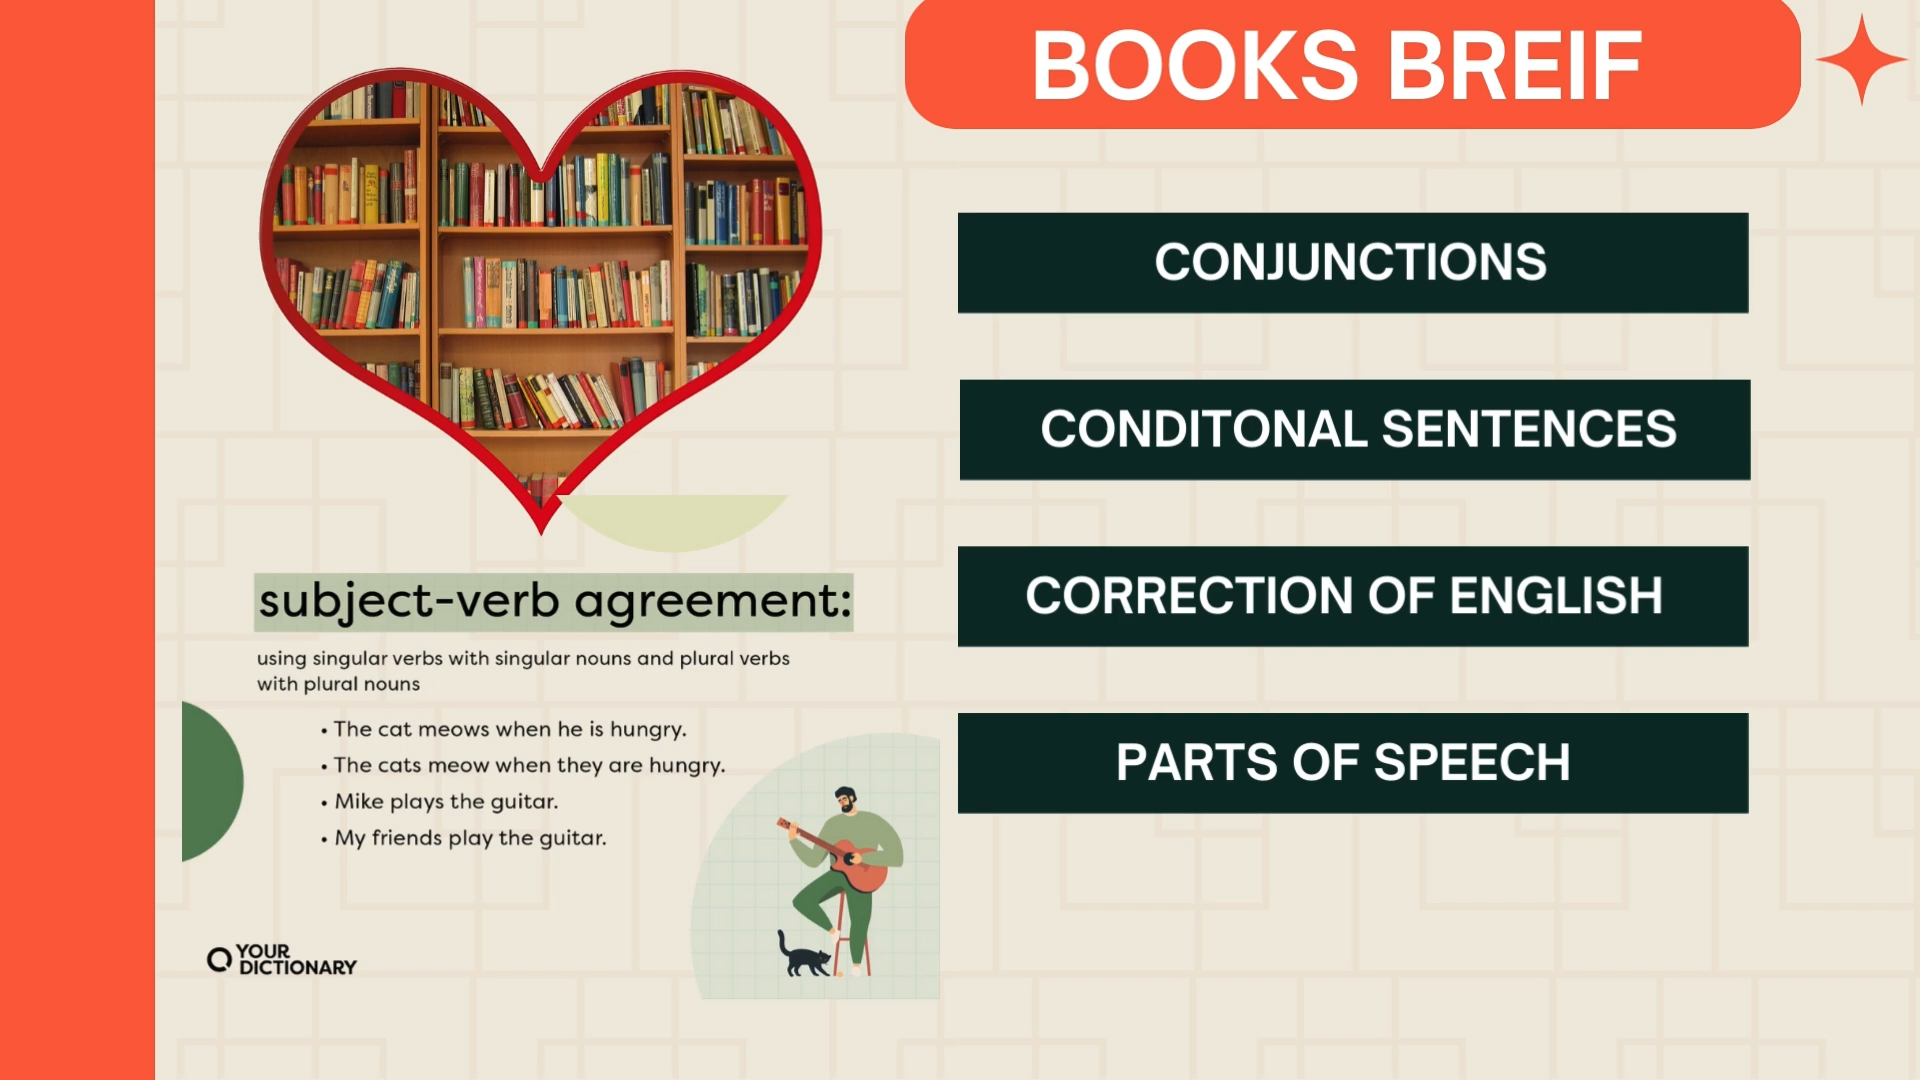 BOOKS BREIF
CONJUNCTIONS
CONDITONAL SENTENCES
CORRECTION OF ENGLISH
PARTS OF SPEECH
subject-verb agreement:
using singular verbs with singular nouns and plural verbs
with plural nouns
• The cat meows when he is hungry.
• The cats meow when they are hungry.
• Mike plays the guitar.
• My friends play the guitar.
YOUR
DICTIONARY